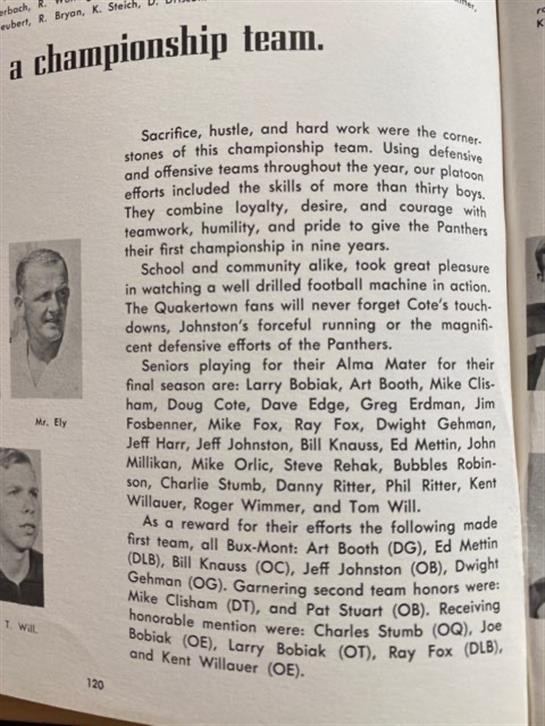 erbach, R.
eubert, R. Bryan, K. Steich, D.
a championship team.
Sacrifice, hustle, and hard work were the corner-
stones of this championship team. Using defensive
and offensive teams throughout the year, our platoon
efforts included the skills of more than thirty boys.
They combine loyalty, desire, and courage with
teamwork, humility, and pride to give the Panthers
their first championship in nine years.
School and community alike, took great pleasure
in watching a well drilled football machine in action.
The Quakertown fans will never forget Cote's touch-
downs, Johnston's forceful running or the magnifi-
cent defensive efforts of the Panthers.
Seniors playing for their Alma Mater for their
final season are: Larry Bobiak, Art Booth, Mike Clis-
ham, Doug Cote, Dave Edge, Greg Erdman, Jim
Fosbenner, Mike Fox, Ray Fox, Dwight Gehman,
Jeff Harr, Jeff Johnston, Bill Knauss, Ed Mettin, John
Millikan, Mike Orlic, Steve Rehak, Bubbles Robin-
son, Charlie Stumb, Danny Ritter, Phil Ritter, Kent
Willauer, Roger Wimmer, and Tom Will.
As a reward for their efforts the following made
first team, all Bux-Mont: Art Booth (DG), Ed Mettin
(DLB), Bill Knauss (OC), Jeff Johnston (OB), Dwight
Gehman (OG). Garnering second team honors were:
Mike Clisham (DT), and Pat Stuart (OB). Receiving
honorable mention were: Charles Stumb (OQ), Joe
Bobiak (OE), Larry Bobiak (OT), Ray Fox (DLB),
and Kent Willauer (OE).
Mr. Ely
T. Will.
120